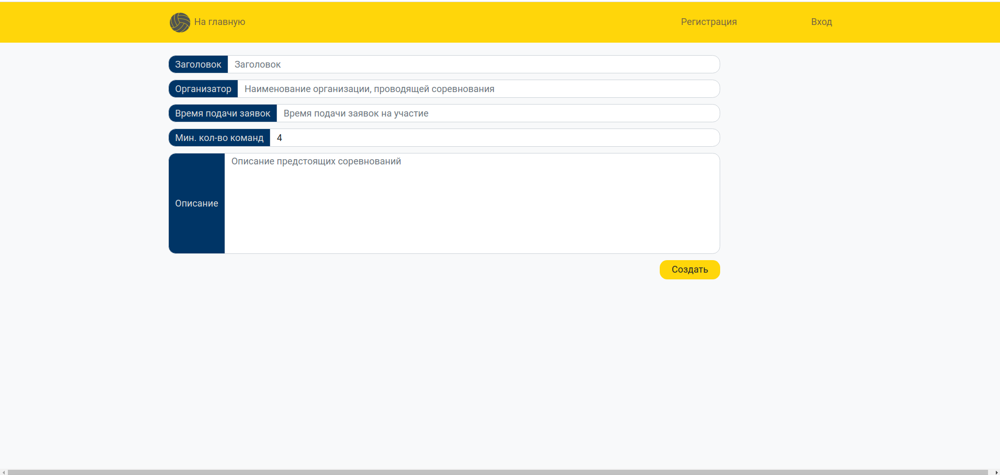 На главную Регистрация Вход
Заголовок Заголовок
Организатор Наименование организации, проводящей соревнования
Время подачи заявок Время подачи заявок на участие
Мин. кол-во команд 4
Описание предстоящих соревнований
Описание
Создать